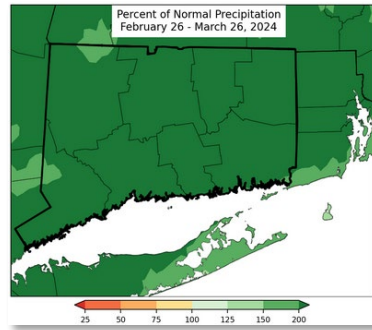 Percent of Normal Precipitation
February 26 - March 26, 2024
25 50 75 100 125 150 200